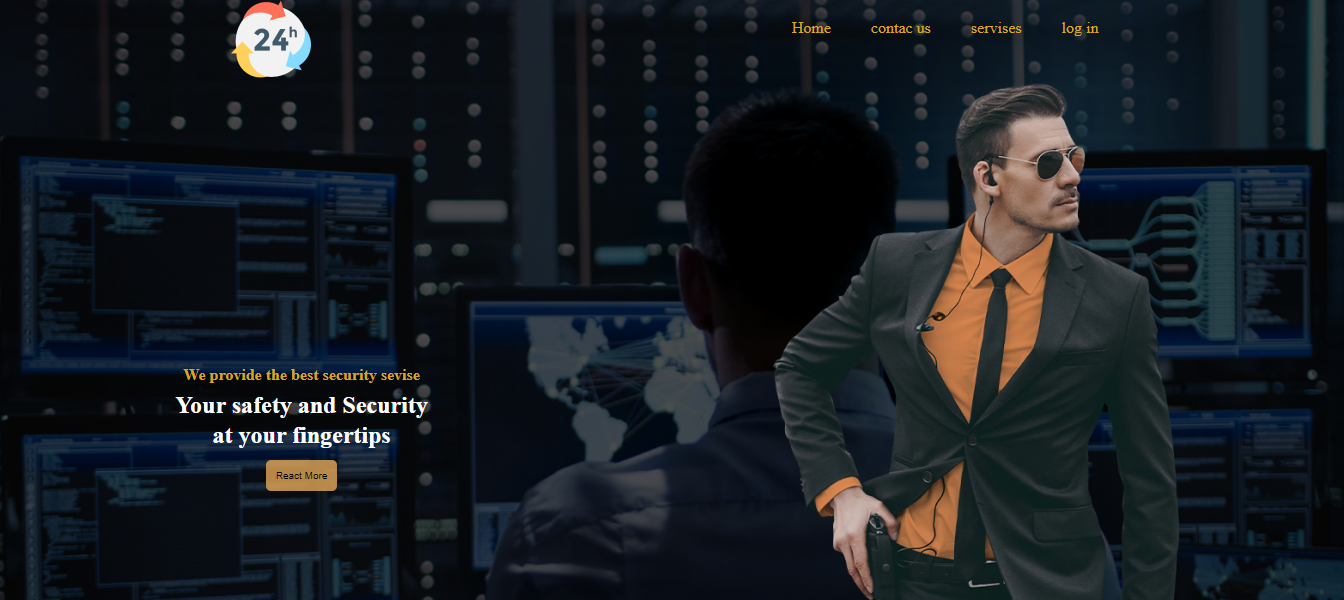 24h
Home contac us servises log in
We provide the best security sevise
Your safety and Security
at your fingertips
React More